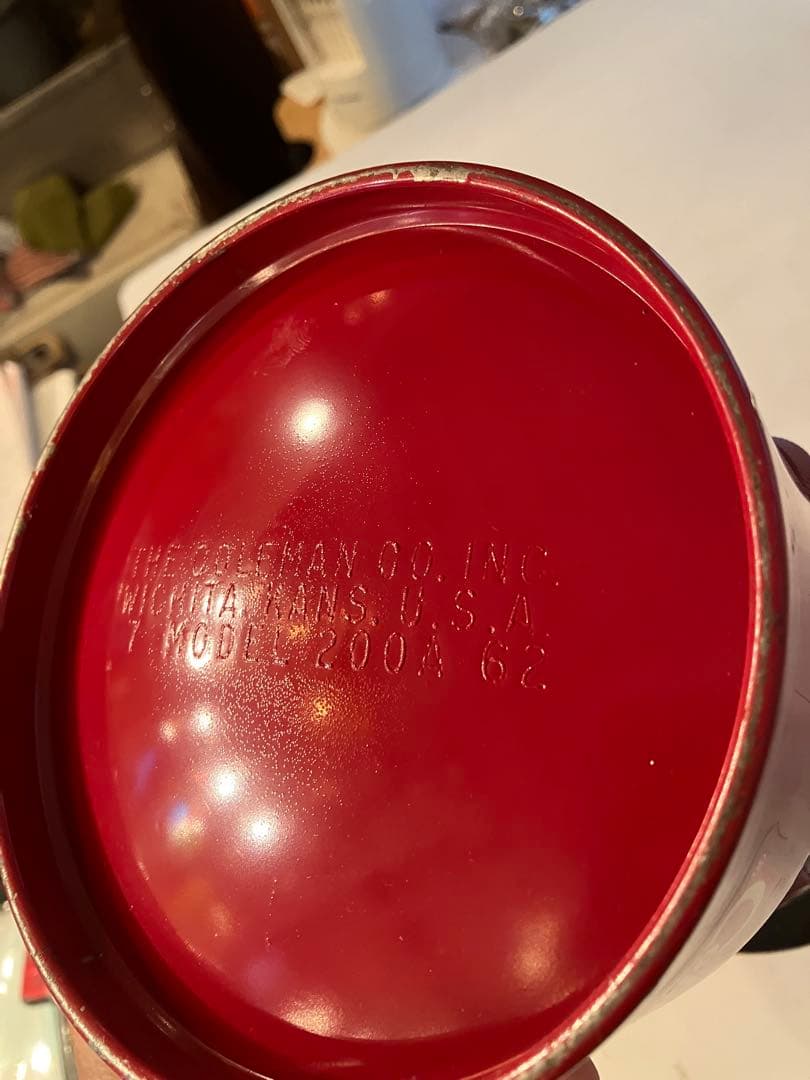 THE COLEMAN CO. INC.
WICHITA, KANS. U.S.A.
7 MODEL 200A 62